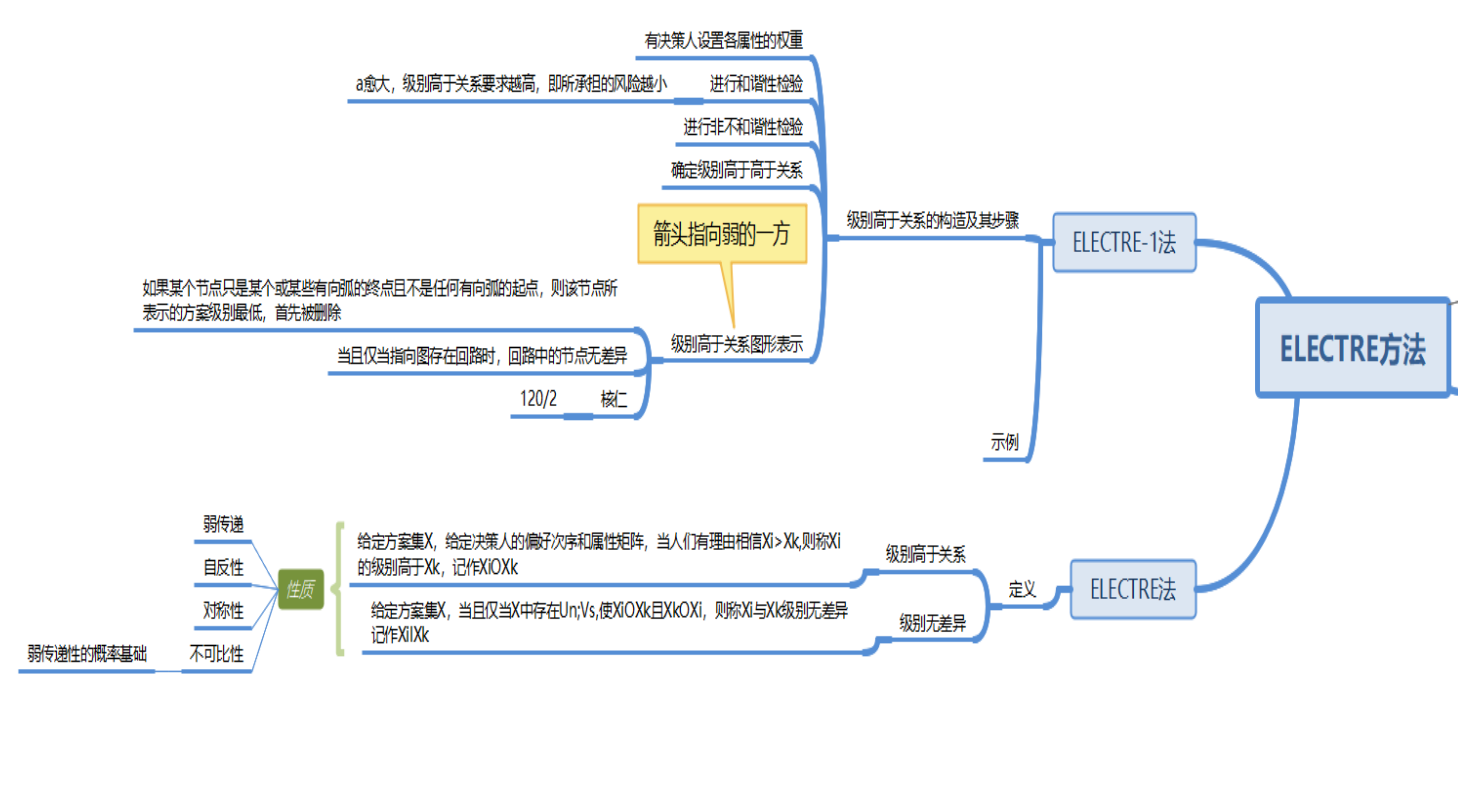 有决策人设置各属性的权重
a愈大，级别高于关系要求越高，即所承担的风险越小
进行和谐性检验
进行非不和谐性检验
确定级别高于高于关系
级别高于关系的构造及其步骤
箭头指向弱的一方
ELECTRE-1法
如果某个节点只是某个或某些有向弧的终点且不是任何有向弧的起点，则该节点所
表示的方案级别最低，首先被删除
级别高于关系图形表示
ELECTRE方法
当且仅当指向图存在回路时，回路中的节点无差异
120/2
核仁
示例
弱传递
自反性
对称性
不可比性
弱传递性的概率基础
性质
给定方案集X，给定决策人的偏好次序和属性矩阵，当人们有理由相信Xi>Xk,则称Xi
的级别高于Xk，记作XiOXk
级别高于关系
给定方案集X，当且仅当X中存在Un;Vs,使XiOXk且XkOXi，则称Xi与Xk级别无差异
记作XiIXk
级别无差异
定义
ELECTRE法